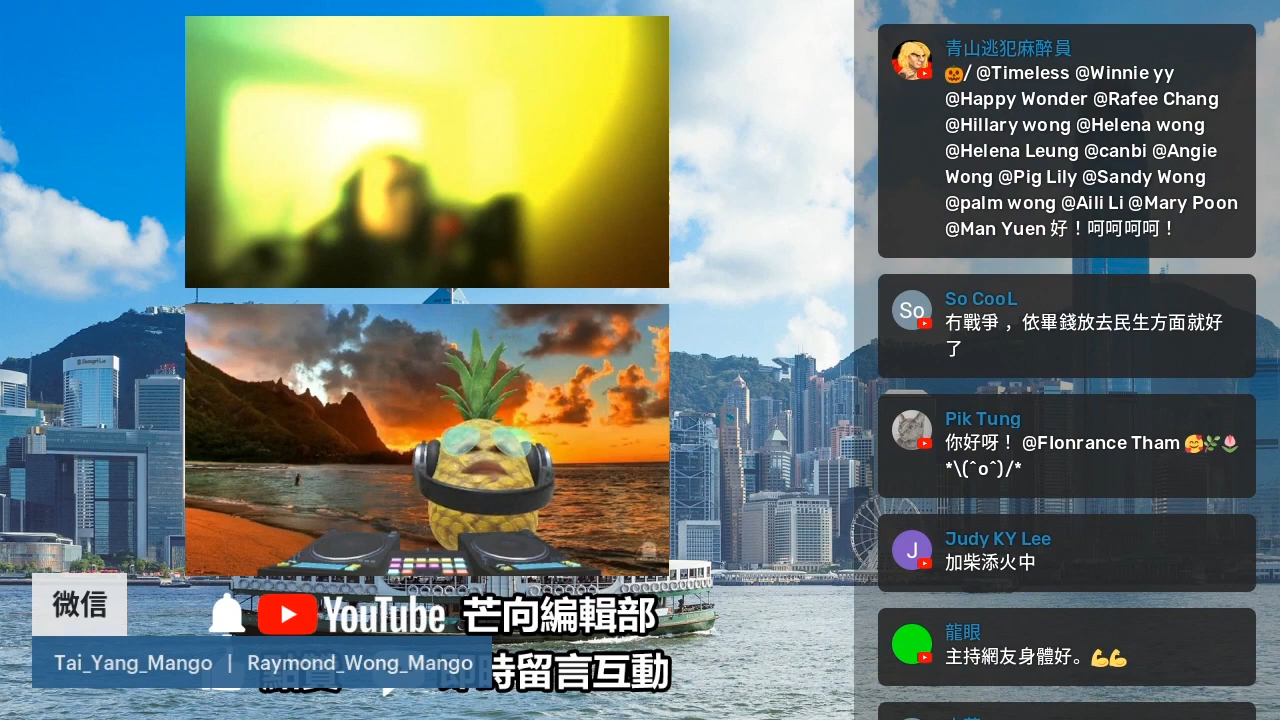 青山逃犯麻醉員
🎃/ @Timeless @Winnie yy
@Happy Wonder @Rafee Chang
@Hillary wong @Helena wong
@Helena Leung @canbi @Angie
Wong @Pig Lily @Sandy Wong
@palm wong @Aili Li @Mary Poon
@Man Yuen 好！呵呵呵呵！
So
So CooL
冇戰爭 ，依畢錢放去民生方面就好
了
Pik Tung
你好呀！ @Flonrance Tham 🥰🌿🌷
*\(^o^)/*
J
Judy KY Lee
加柴添火中
龍眼
主持網友身體好。💪💪
微信
YouTube 芒向編輯部
Tai_Yang_Mango | Raymond_Wong_Mango
即時留言互動